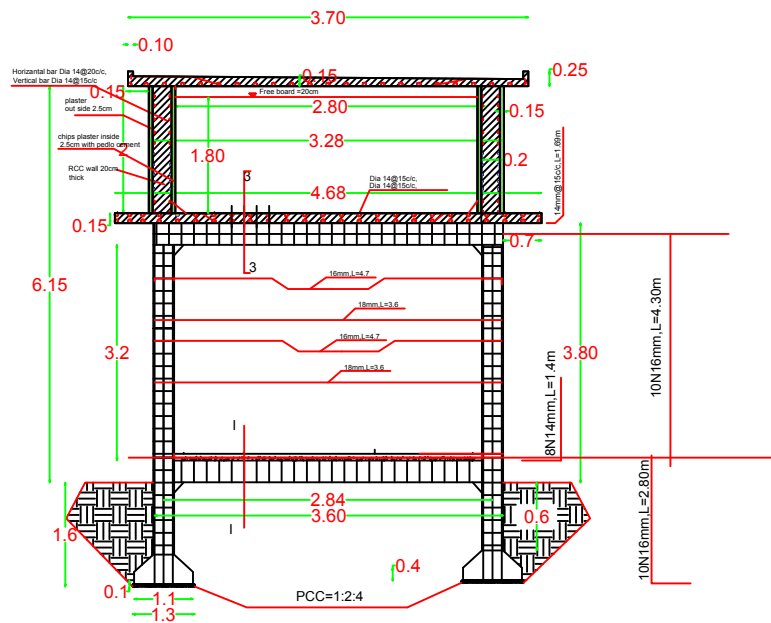 3.70
0.10
Horizantal bar Dia 14@20c/c,
Vertical bar Dia 14@15c/c
0.15
0.25
Free board =20cm
0.15
2.80
0.15
plaster
out side 2.5cm
chips plaster inside
2.5cm with pedlo cement
3.28
1.80
0.2
RCC wall 20cm
thick
3
Dia 14@15c/c,
Dia 14@15c/c,
4.68
14mm@15c/c,L=1.69m
0.15
0.7
3
6.15
16mm,L=4.7
18mm,L=3.6
16mm,L=4.7
18mm,L=3.6
3.2
3.80
10N16mm,L=4.30m
8N14mm,L=1.4m
I
2.84
3.60
0.6
1.6
I
10N16mm,L=2.80m
0.4
0.1
1.1
PCC=1:2:4
1.3